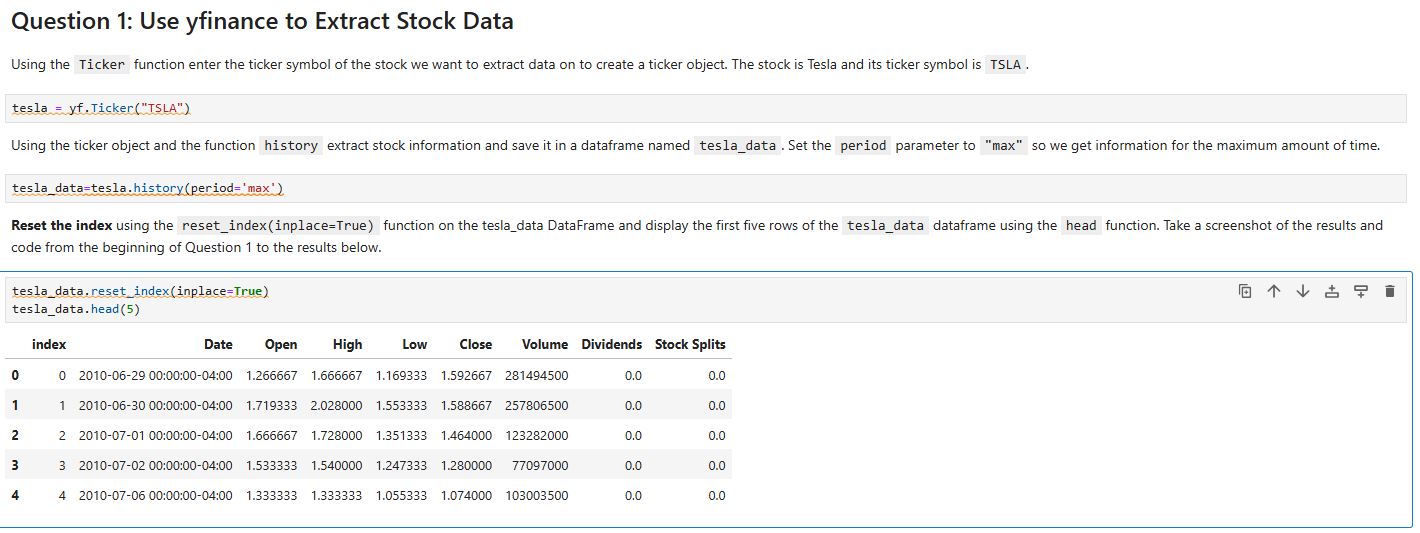 Question 1: Use yfinance to Extract Stock Data
Using the Ticker function enter the ticker symbol of the stock we want to extract data on to create a ticker object. The stock is Tesla and its ticker symbol is TSLA.
tesla = yf.Ticker("TSLA")
Using the ticker object and the function history extract stock information and save it in a dataframe named tesla_data. Set the period parameter to "max" so we get information for the maximum amount of time.
tesla_data=tesla.history(period='max')
Reset the index using the reset_index(inplace=True) function on the tesla_data DataFrame and display the first five rows of the tesla_data dataframe using the head function. Take a screenshot of the results and
code from the beginning of Question 1 to the results below.
tesla_data.reset_index(inplace=True)
tesla_data.head(5)
index Date Open High Low Close Volume Dividends Stock Splits
0 0 2010-06-29 00:00:00-04:00 1.266667 1.666667 1.169333 1.592667 281494500 0.0 0.0
1 1 2010-06-30 00:00:00-04:00 1.719333 2.028000 1.553333 1.588667 257806500 0.0 0.0
2 2 2010-07-01 00:00:00-04:00 1.666667 1.728000 1.351333 1.464000 123282000 0.0 0.0
3 3 2010-07-02 00:00:00-04:00 1.533333 1.540000 1.247333 1.280000 77097000 0.0 0.0
4 4 2010-07-06 00:00:00-04:00 1.333333 1.333333 1.055333 1.074000 103003500 0.0 0.0